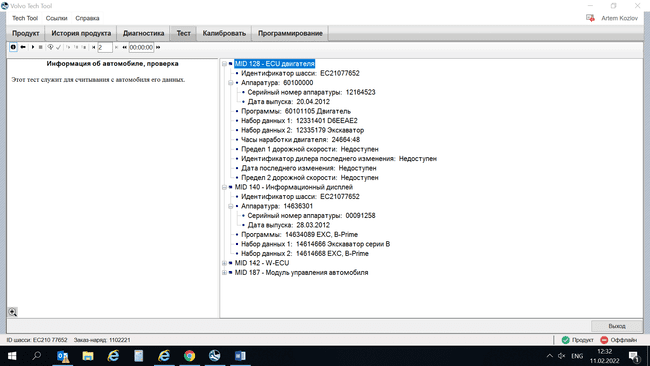 Volvo Tech Tool
Tech Tool Ссылки Справка
Artem Kozlov
Продукт История продукта Диагностика Тест Калибровать Программирование
2
00:00:00
Информация об автомобиле, проверка
Этот тест служит для считывания с автомобиля его данных.
MID 128 - ECU двигателя
Идентификатор шасси: EC21077652
Аппаратура: 60100000
Серийный номер аппаратуры: 12164523
Дата выпуска: 20.04.2012
Программы: 60101105 Двигатель
Набор данных 1: 12331401 D6EEAE2
Набор данных 2: 12335179 Экскаватор
Часы наработки двигателя: 24664:48
Предел 1 дорожной скорости: Недоступен
Идентификатор дилера последнего изменения: Недоступен
Дата последнего изменения: Недоступен
Предел 2 дорожной скорости: Недоступен
MID 140 - Информационный дисплей
Идентификатор шасси: EC21077652
Аппаратура: 14636301
Серийный номер аппаратуры: 00091258
Дата выпуска: 28.03.2012
Программы: 14634089 EXC, B-Prime
Набор данных 1: 14614666 Экскаватор серии B
Набор данных 2: 14614668 EXC, B-Prime
MID 142 - W-ECU
MID 187 - Модуль управления автомобиля
Выход
ID шасси: EC210 77652 Заказ-наряд: 1102221
Продукт Оффлайн
ENG
12:32
11.02.2022
1